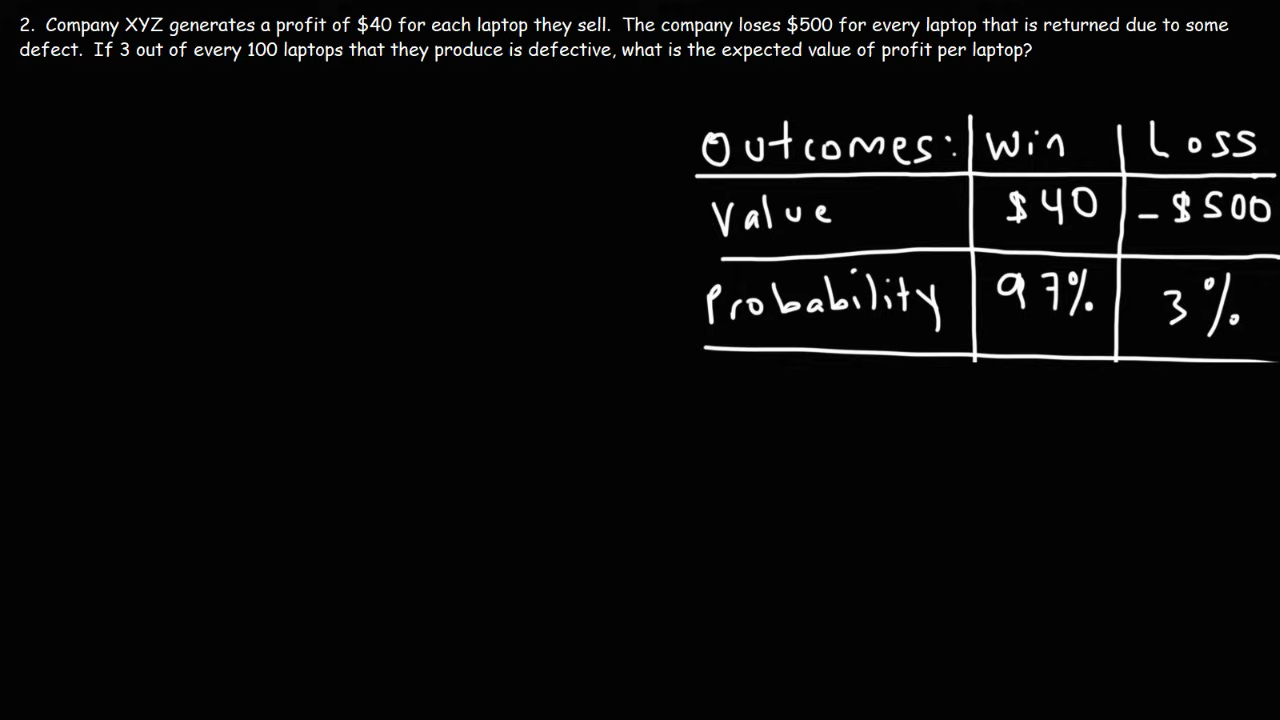 2. Company XYZ generates a profit of $40 for each laptop they sell. The company loses $500 for every laptop that is returned due to some
defect. If 3 out of every 100 laptops that they produce is defective, what is the expected value of profit per laptop?
Outcomes: Win Loss
Value $40 -$500
Probability 97% 3%